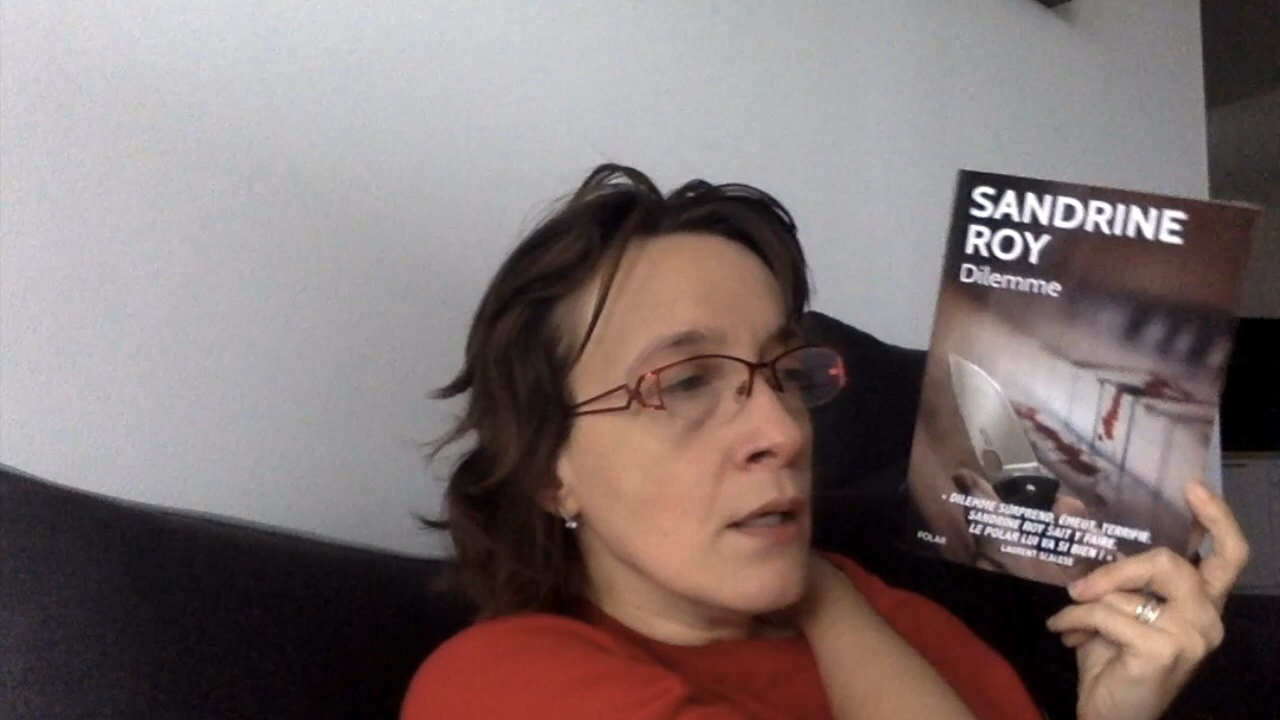 SANDRINE
ROY
Dilemme
« DILEMME SURPREND, ÉMEUT, TERRIFIE.
SANDRINE ROY SAIT Y FAIRE.
LE POLAR LUI VA SI BIEN ! »
LAURENT SCALESE
POLAR